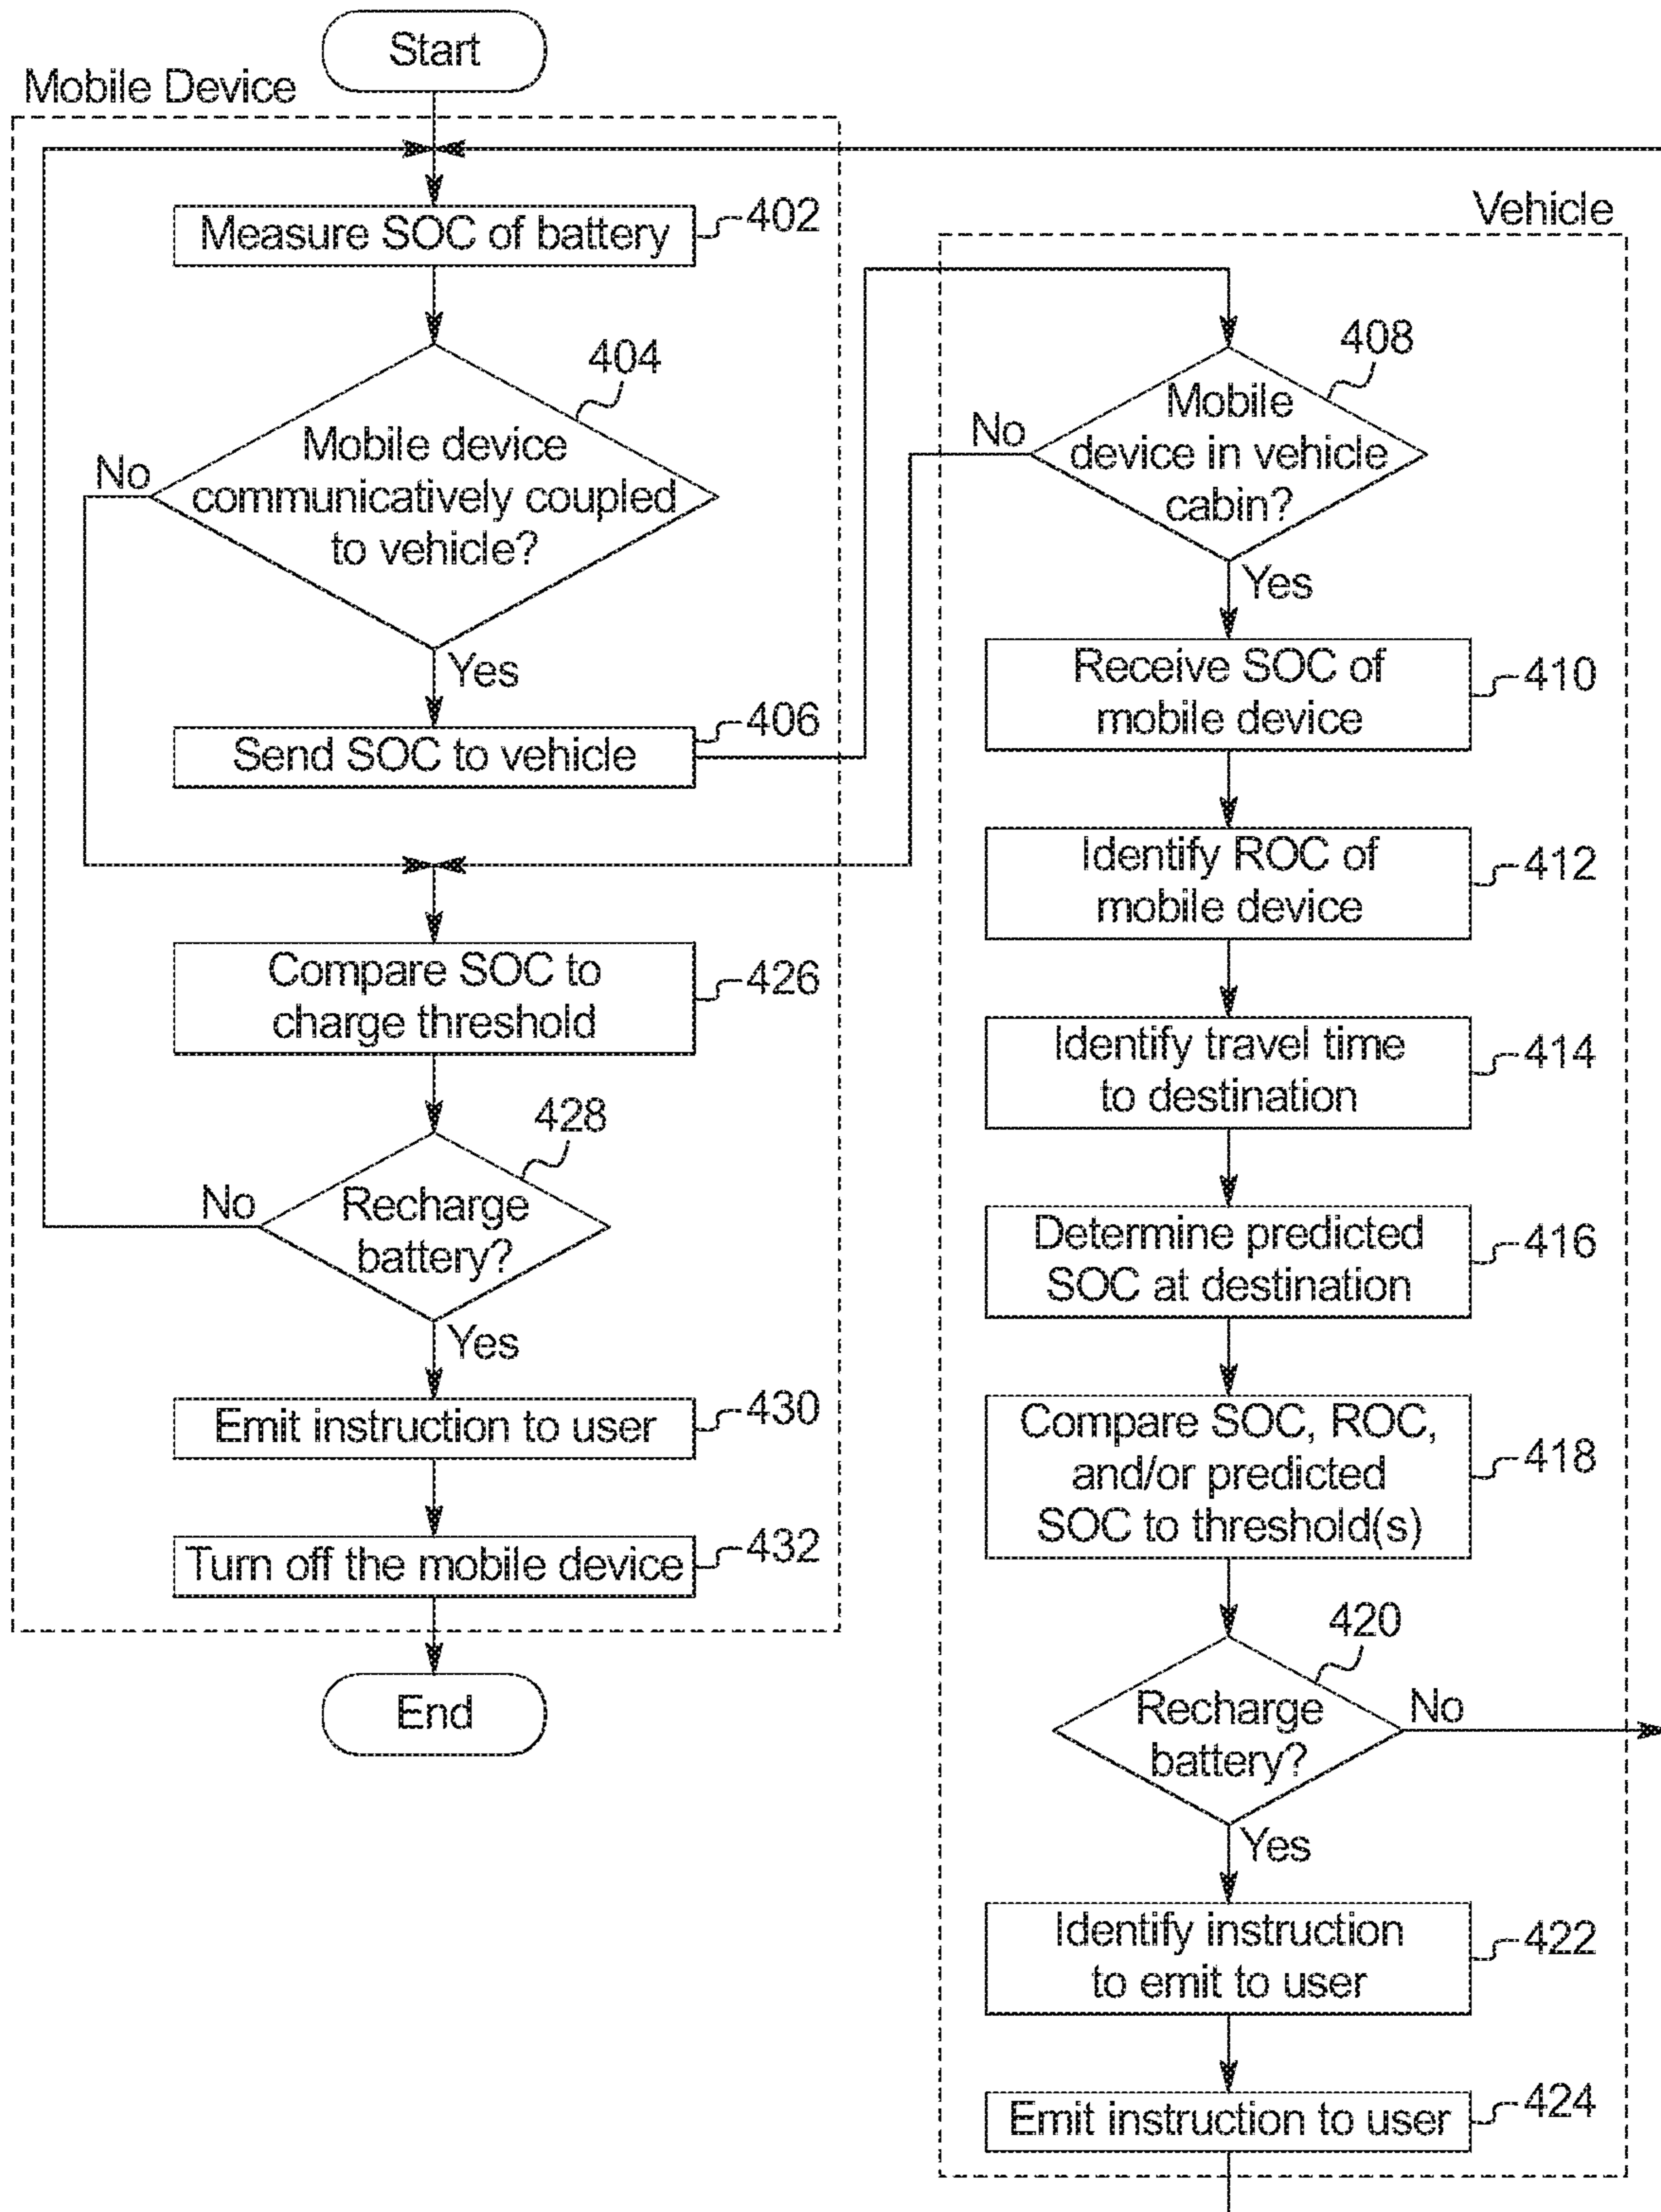 Start
Mobile Device
Measure SOC of battery
402
404
Mobile device
communicatively coupled
to vehicle?
No
Yes
Send SOC to vehicle
406
Compare SOC to
charge threshold
426
428
Recharge
battery?
No
Yes
Emit instruction to user
430
Turn off the mobile device
432
End
Vehicle
408
Mobile
device in vehicle
cabin?
No
Yes
Receive SOC of
mobile device
410
Identify ROC of
mobile device
412
Identify travel time
to destination
414
Determine predicted
SOC at destination
416
Compare SOC, ROC,
and/or predicted
SOC to threshold(s)
418
420
Recharge
battery?
No
Yes
Identify instruction
to emit to user
422
Emit instruction to user
424